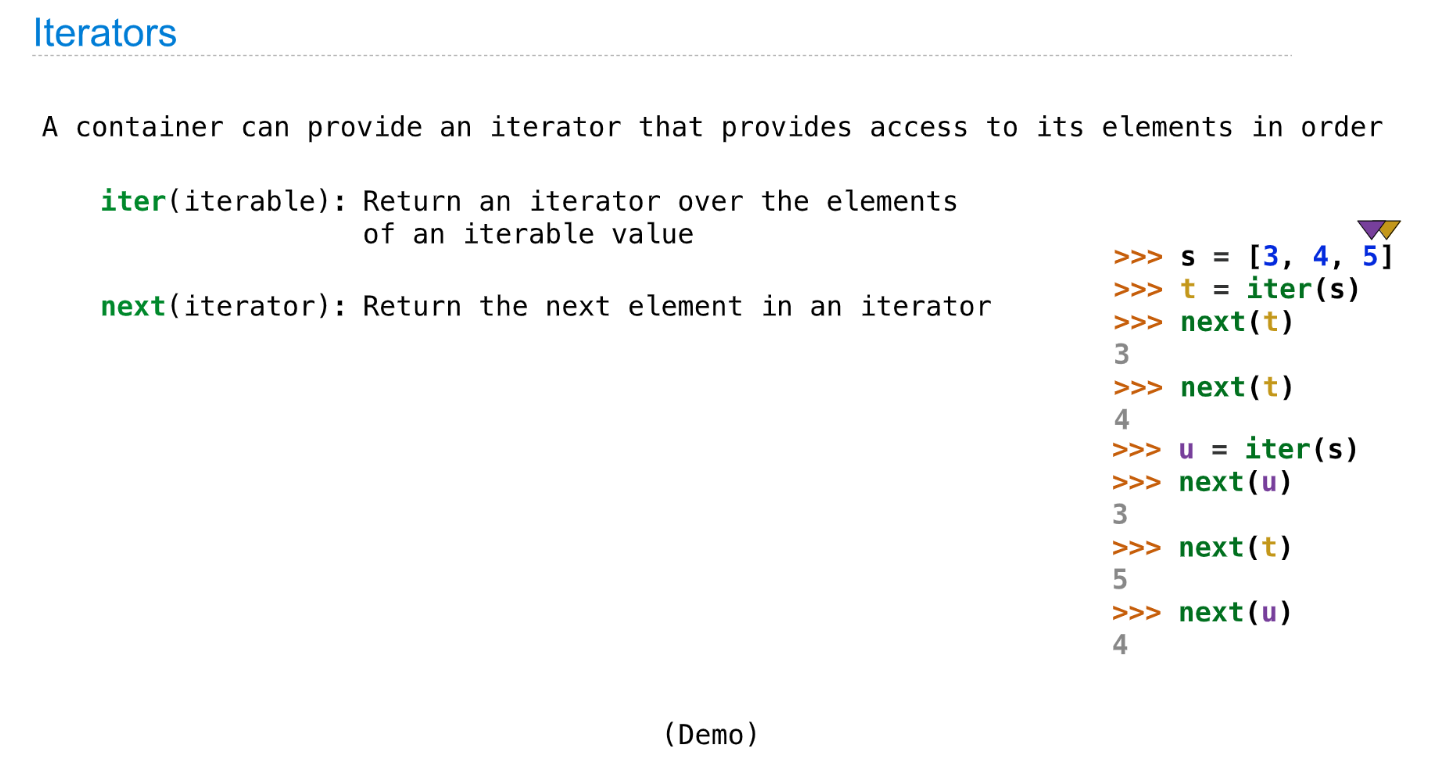 Iterators
A container can provide an iterator that provides access to its elements in order
iter(iterable): Return an iterator over the elements
of an iterable value
next(iterator): Return the next element in an iterator
>>> s = [3, 4, 5]
>>> t = iter(s)
>>> next(t)
3
>>> next(t)
4
>>> u = iter(s)
>>> next(u)
3
>>> next(t)
5
>>> next(u)
4
(Demo)